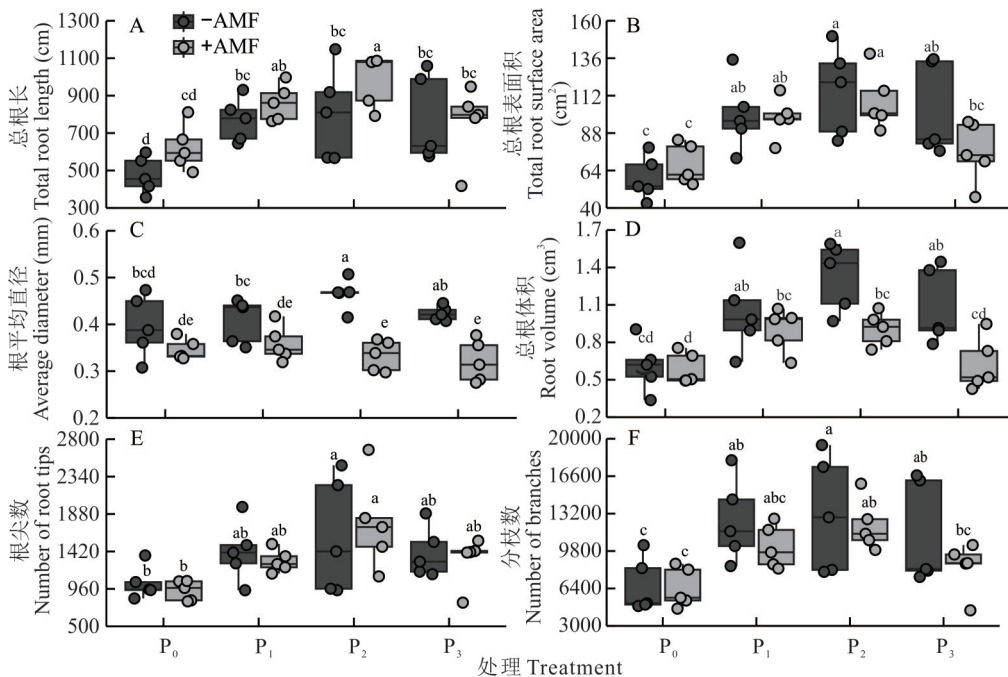 A
−AMF
+AMF
总根长
Total root length (cm)
1300
1100
900
700
500
300
d
cd
bc
ab
bc
a
bc
bc
B
总根表面积
Total root surface area
(cm²)
160
136
112
88
64
40
c
c
ab
ab
a
a
ab
bc
C
根平均直径
Average diameter (mm)
0.6
0.5
0.4
0.3
0.2
bcd
de
bc
de
a
e
ab
e
D
总根体积
Root volume (cm³)
1.7
1.4
1.1
0.8
0.5
0.2
cd
d
ab
bc
a
bc
ab
cd
E
根尖数
Number of root tips
2800
2340
1880
1420
960
500
b
b
ab
ab
a
a
ab
ab
P₀
P₁
P₂
P₃
F
分枝数
Number of branches
20000
16600
13200
9800
6400
3000
c
c
ab
abc
a
ab
ab
bc
P₀
P₁
P₂
P₃
处理 Treatment